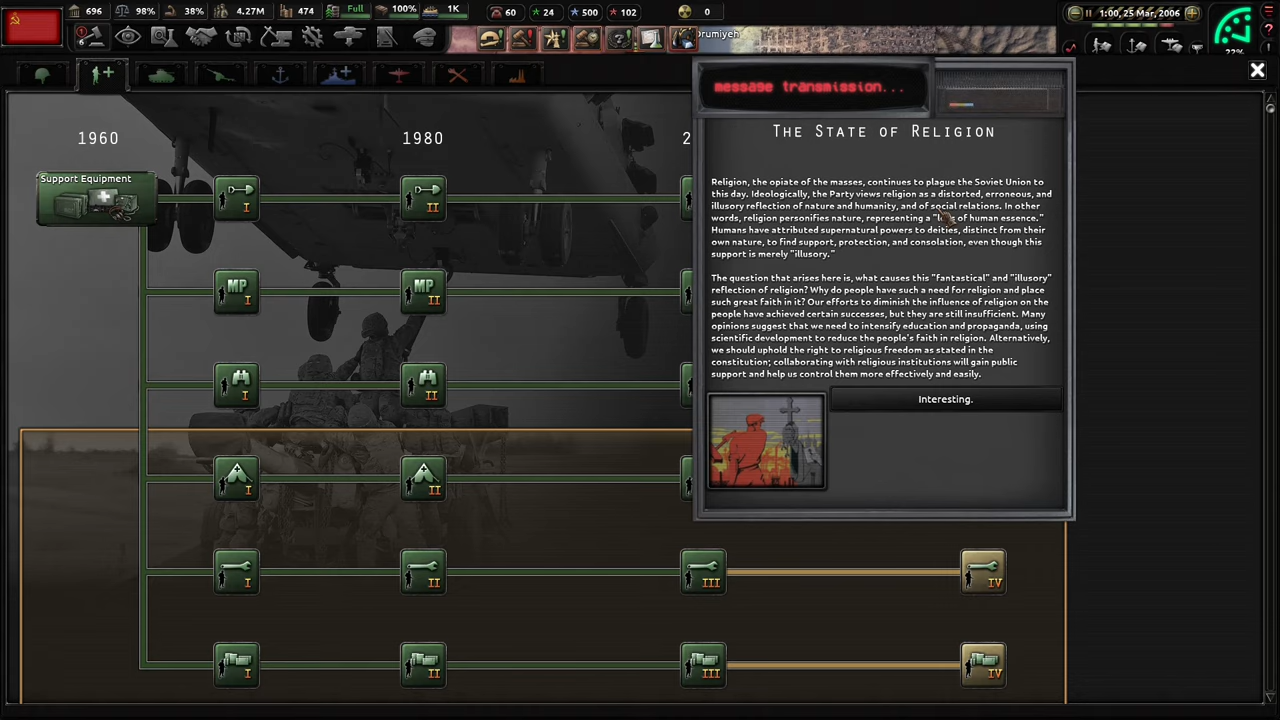 696 98% 38% 4.27M 474 Full 100% 1K 60 24 500 102 0 1:00, 25 Mar, 2006
6
Orumiyeh
22%
message transmission...
1960
1980
2
The State of Religion
Support Equipment
Religion, the opiate of the masses, continues to plague the Soviet Union to
this day. Ideologically, the Party views religion as a distorted, erroneous, and
illusory reflection of nature and humanity, and of social relations. In other
words, religion personifies nature, representing a "loss of human essence."
Humans have attributed supernatural powers to deities, distinct from their
own nature, to find support, protection, and consolation, even though this
support is merely "illusory."
The question that arises here is, what causes this "fantastical" and "illusory"
reflection of religion? Why do people have such a need for religion and place
such great faith in it? Our efforts to diminish the influence of religion on the
people have achieved certain successes, but they are still insufficient. Many
opinions suggest that we need to intensify education and propaganda, using
scientific development to reduce the people's faith in religion. Alternatively,
we should uphold the right to religious freedom as stated in the
constitution; collaborating with religious institutions will gain public
support and help us control them more effectively and easily.
Interesting.
I II
MP I MP II
I II
I II
I II III IV
I II III IV